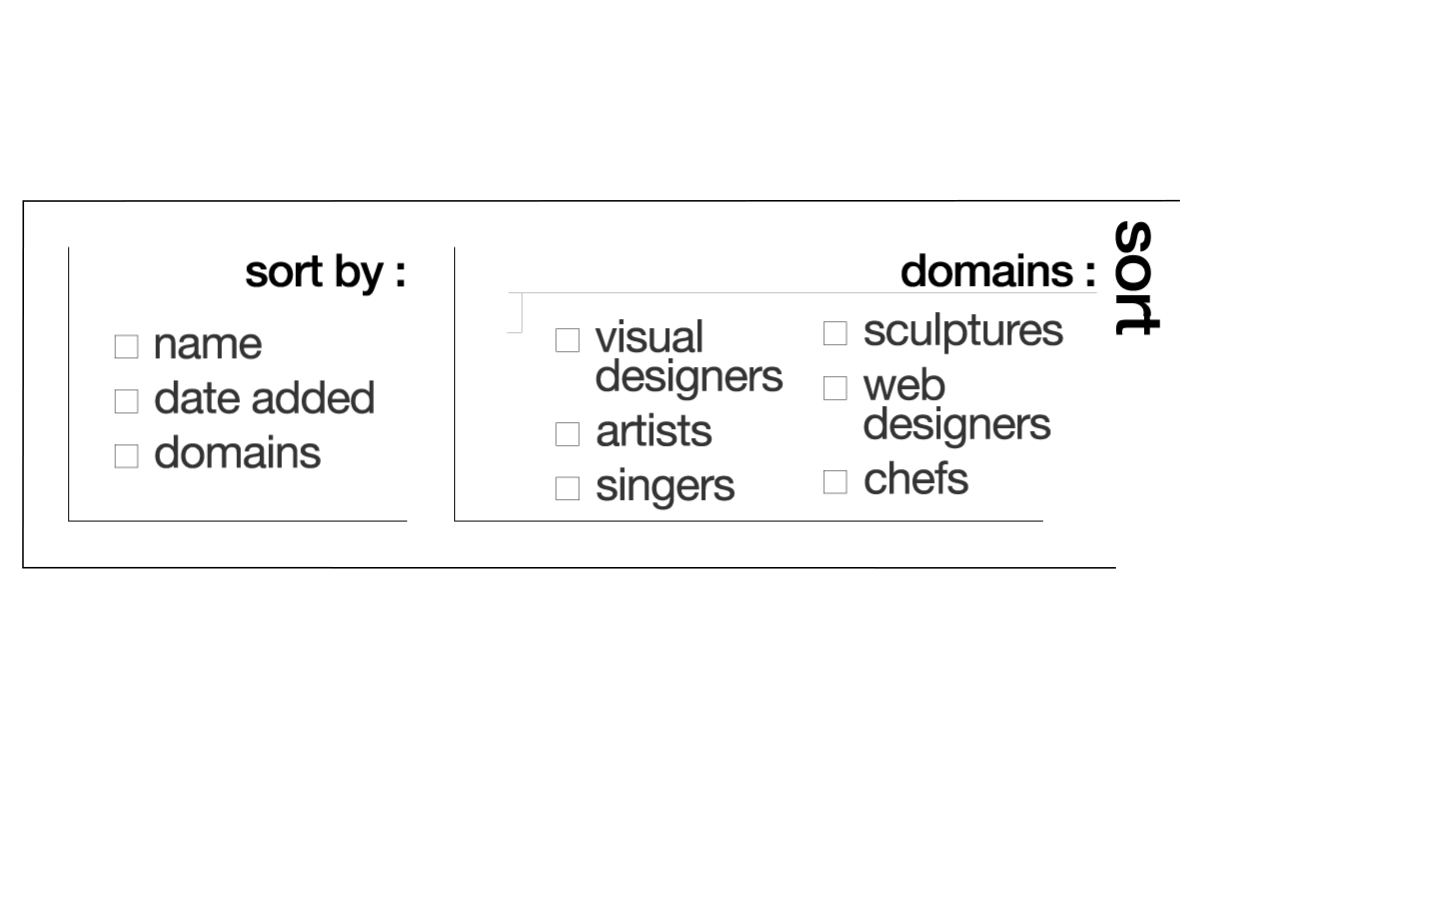 sort by :
name
date added
domains
domains :
visual
designers
artists
singers
sculptures
web
designers
chefs
sort